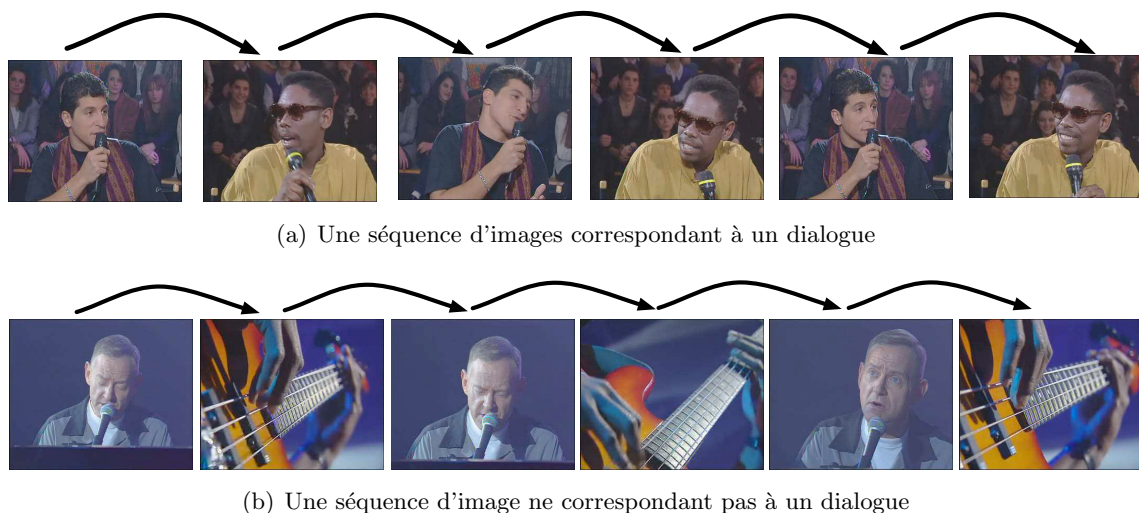 (a) Une séquence d'images correspondant à un dialogue
(b) Une séquence d'image ne correspondant pas à un dialogue